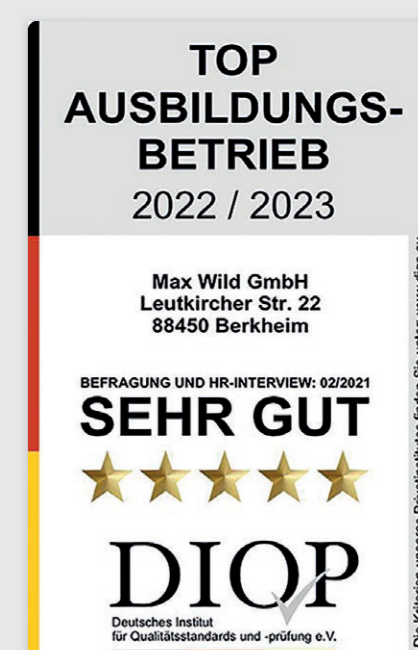 TOP
AUSBILDUNGS-
BETRIEB
2022 / 2023
Max Wild GmbH
Leutkircher Str. 22
88450 Berkheim
BEFRAGUNG UND HR-INTERVIEW: 02/2021
SEHR GUT
DIQP
Deutsches Institut
für Qualitätsstandards und -prüfung e.V.